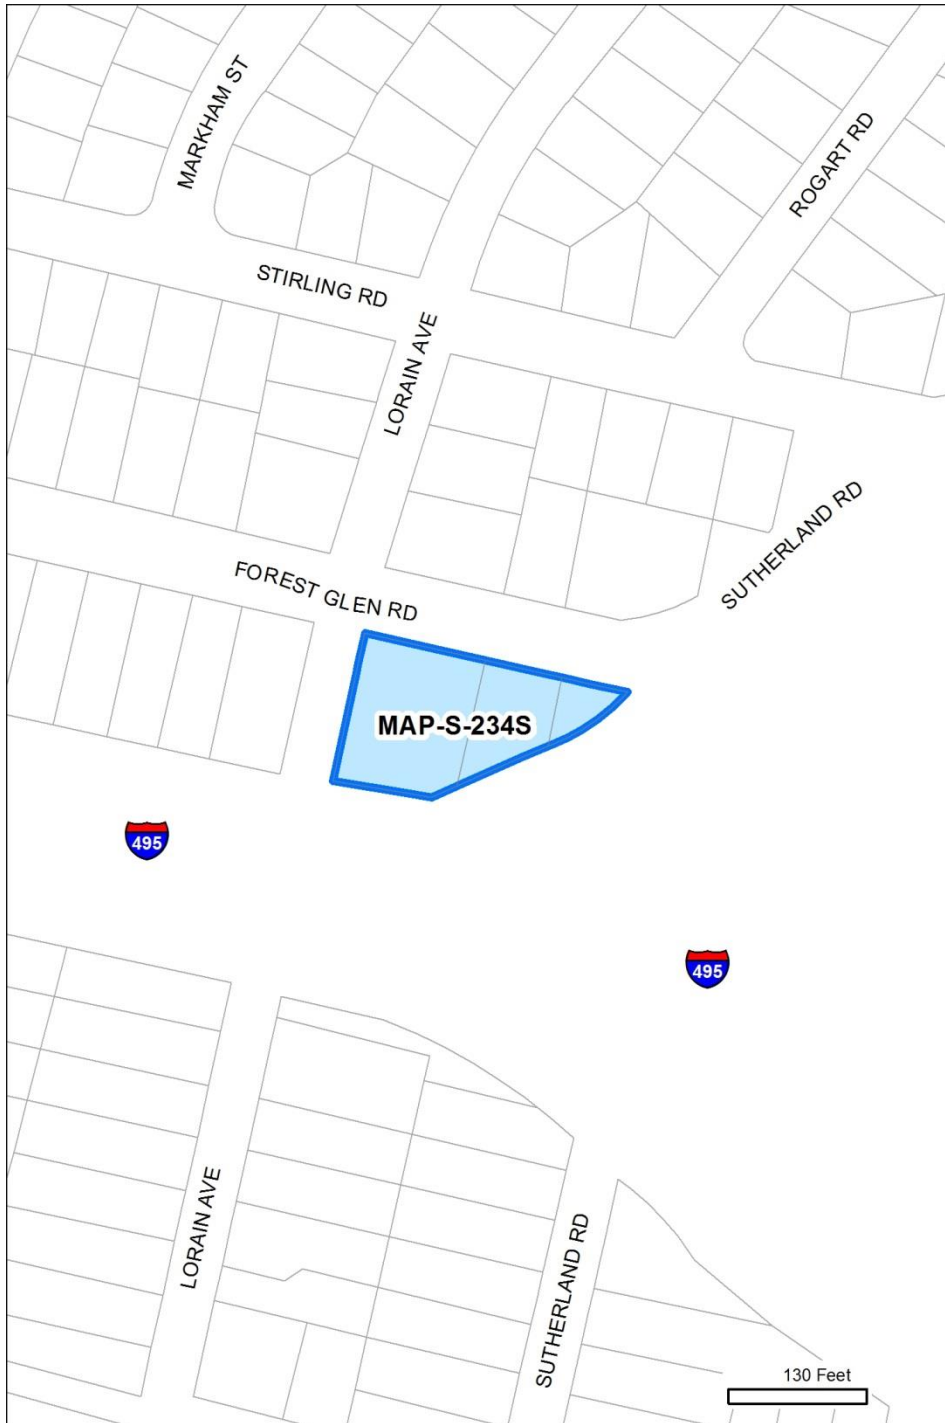 MARKHAM ST
ROGART RD
STIRLING RD
LORAIN AVE
SUTHERLAND RD
FOREST GLEN RD
MAP-S-234S
495
495
LORAIN AVE
SUTHERLAND RD
130 Feet